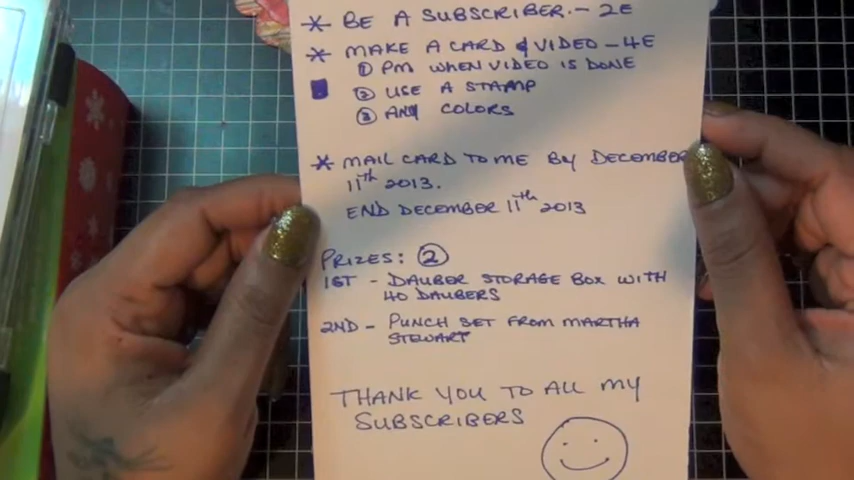 * BE A SUBSCRIBER. - 2E
* MAKE A CARD & VIDEO - 4E
① PM WHEN VIDEO IS DONE
② USE A STAMP
③ ANY COLORS
* MAIL CARD TO ME BY DECEMBER
11th 2013.
END DECEMBER 11th 2013
PRIZES: ②
1ST - DAUBER STORAGE BOX WITH
40 DAUBERS
2ND - PUNCH SET FROM MARTHA
STEWART
THANK YOU TO ALL MY
SUBSCRIBERS